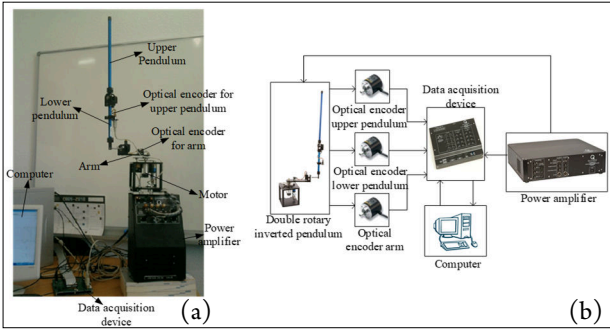 Upper
Pendulum
Lower
pendulum
Optical encoder for
upper pendulum
Optical encoder
for arm
Arm
Computer
Motor
Power
amplifier
Data acquisition
device
(a)
Optical encoder
upper pendulum
Data acquisition
device
Optical encoder
lower pendulum
Power amplifier
Double rotary
inverted pendulum
Optical
encoder arm
Computer
(b)